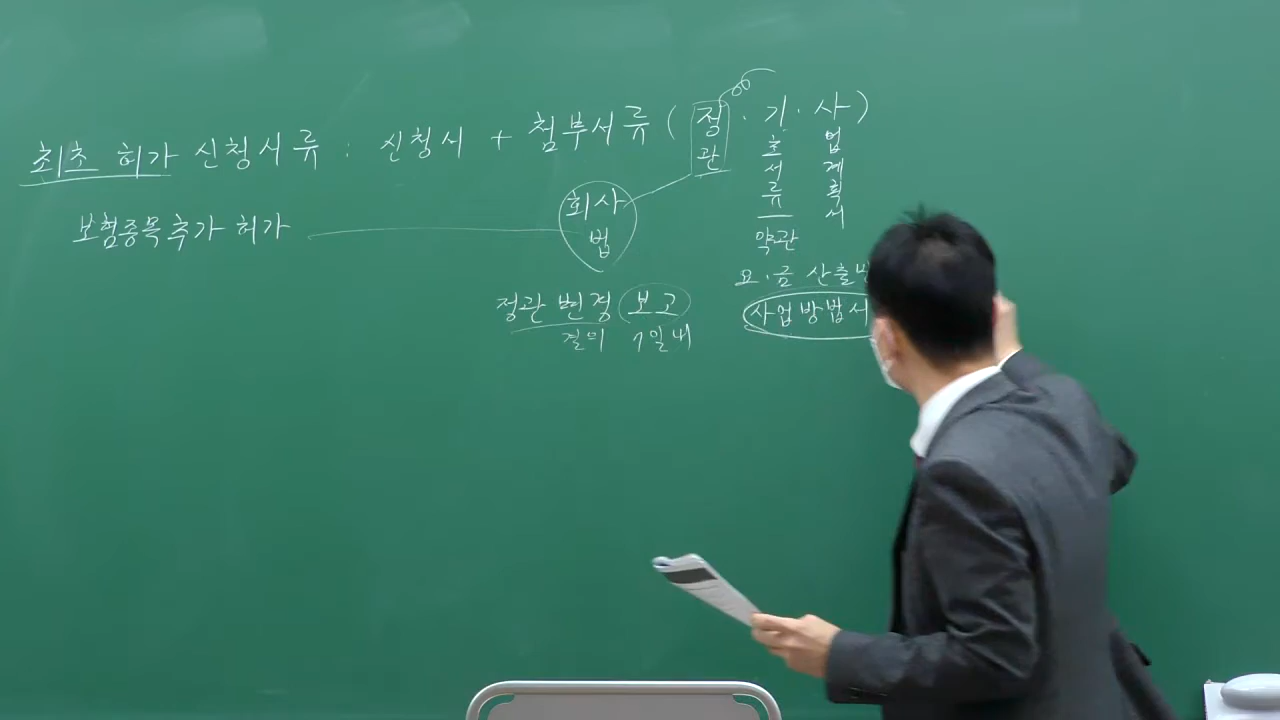 최초 허가 신청서류 : 신청서 + 첨부서류 (정관 · 기초서류 · 사업계획서)
보험종목추가 허가
회사법
약관
요·금 산출방
사업방법서
정관 변경 보고
결의 7일내